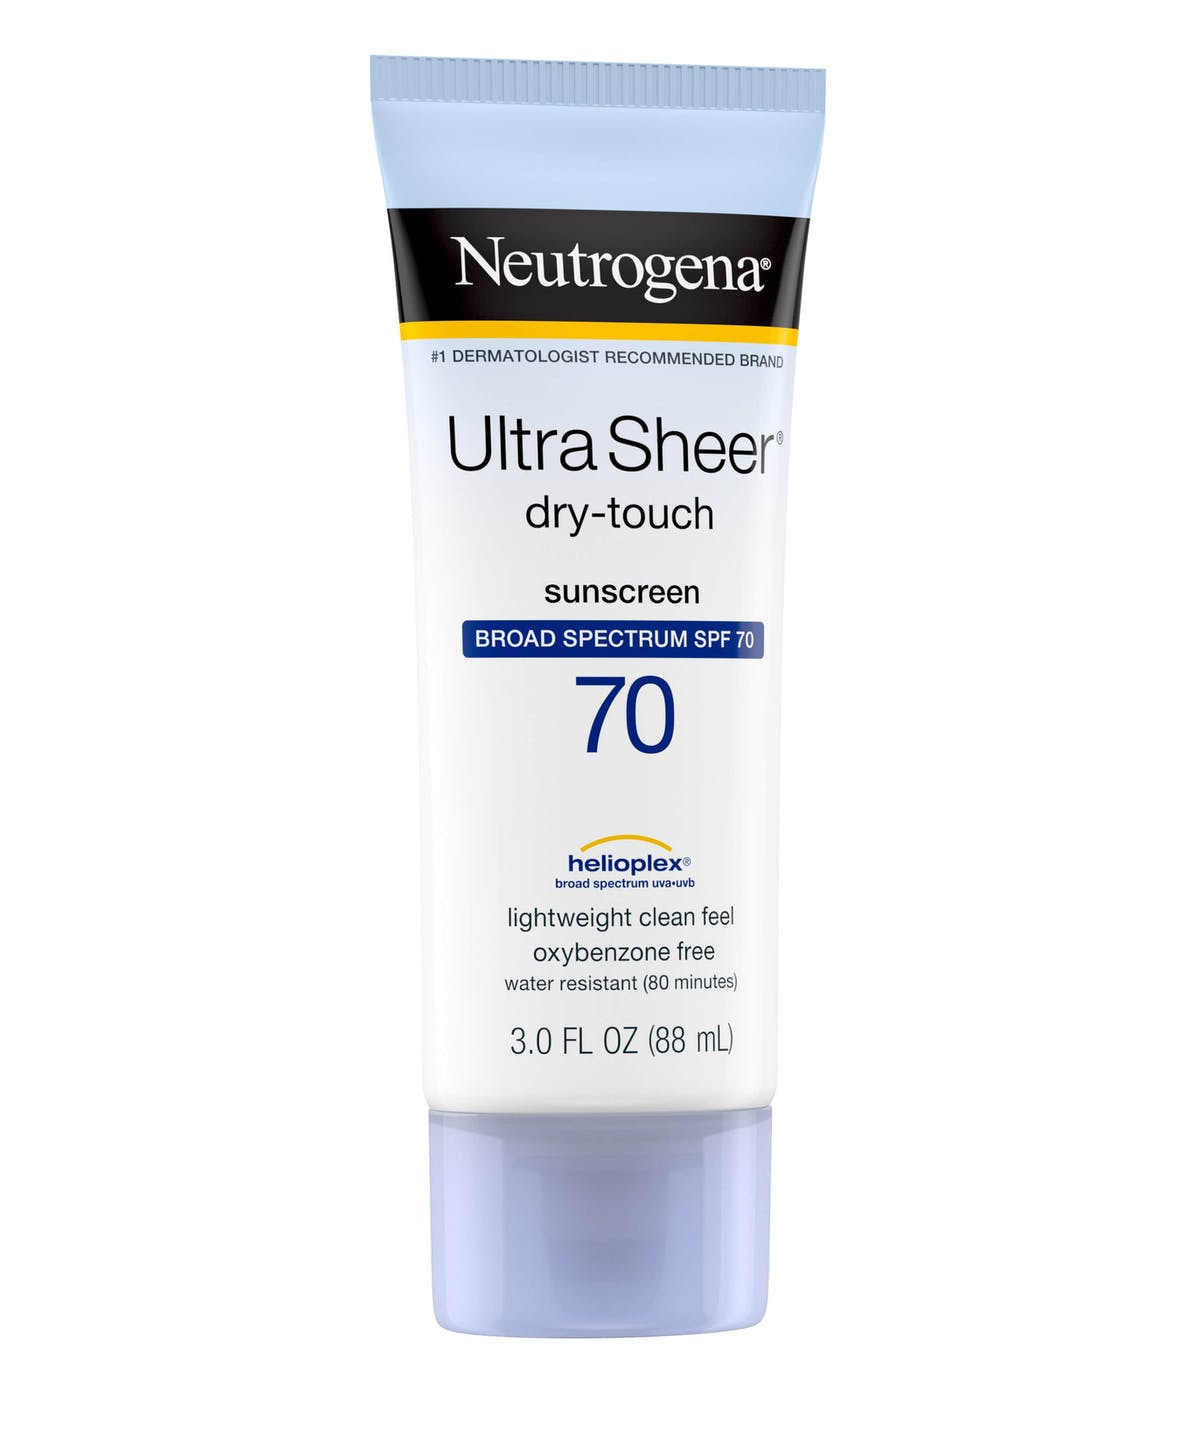 Neutrogena®
#1 DERMATOLOGIST RECOMMENDED BRAND
Ultra Sheer®
dry-touch
sunscreen
BROAD SPECTRUM SPF 70
70
helioplex®
broad spectrum uva•uvb
lightweight clean feel
oxybenzone free
water resistant (80 minutes)
3.0 FL OZ (88 mL)